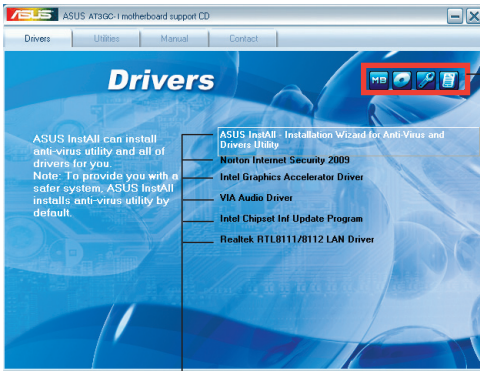 ASUS ASUS AT3GC-I motherboard support CD
Drivers Utilities Manual Contact
Drivers
MB
ASUS InstAll can install
anti-virus utility and all of
drivers for you.
Note: To provide you with a
safer system, ASUS InstAll
installs anti-virus utility by
default.
ASUS InstAll - Installation Wizard for Anti-Virus and
Drivers Utility
Norton Internet Security 2009
Intel Graphics Accelerator Driver
VIA Audio Driver
Intel Chipset Inf Update Program
Realtek RTL8111/8112 LAN Driver